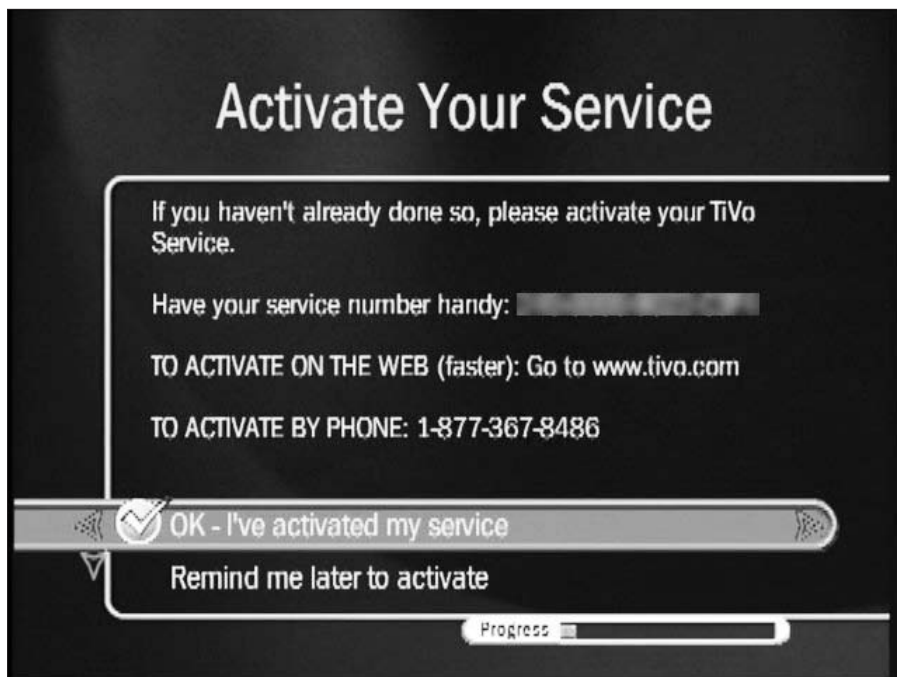 Activate Your Service
If you haven't already done so, please activate your TiVo
Service.
Have your service number handy:
TO ACTIVATE ON THE WEB (faster): Go to www.tivo.com
TO ACTIVATE BY PHONE: 1-877-367-8486
OK - I've activated my service
Remind me later to activate
Progress